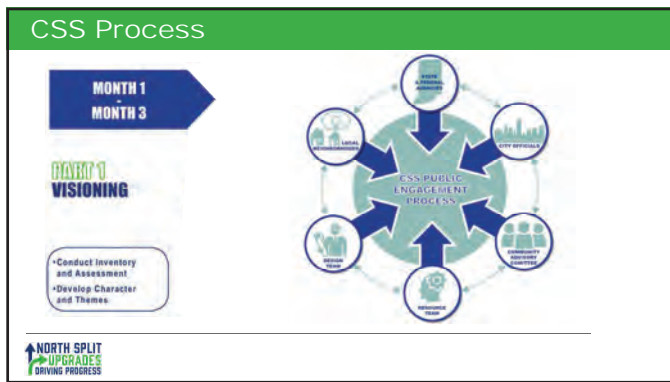 CSS Process
MONTH 1
-
MONTH 3
PART 1
VISIONING
•Conduct Inventory
and Assessment
•Develop Character
and Themes
STATE
& FEDERAL
AGENCIES
LOCAL
NEIGHBORHOODS
CITY OFFICIALS
CSS PUBLIC
ENGAGEMENT
PROCESS
DESIGN
TEAM
COMMUNITY
ADVISORY
COMITTEE
RESOURCE
TEAM
NORTH SPLIT
UPGRADES
DRIVING PROGRESS